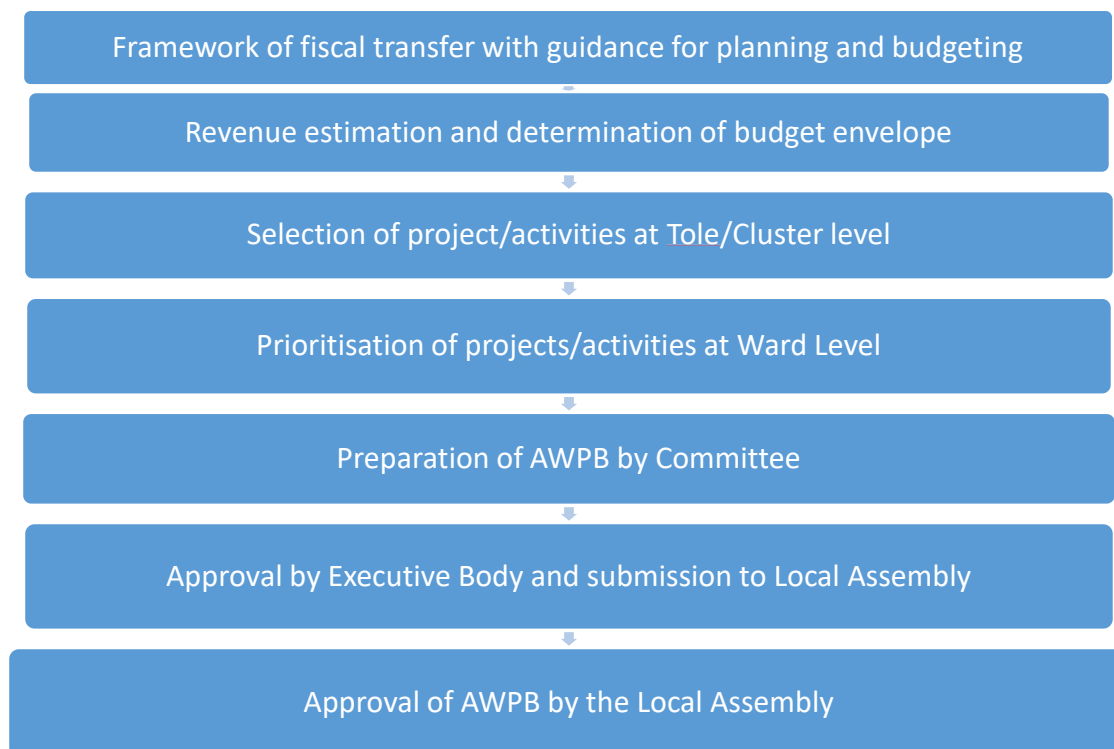 Framework of fiscal transfer with guidance for planning and budgeting
Revenue estimation and determination of budget envelope
Selection of project/activities at Tole/Cluster level
Prioritisation of projects/activities at Ward Level
Preparation of AWPB by Committee
Approval by Executive Body and submission to Local Assembly
Approval of AWPB by the Local Assembly